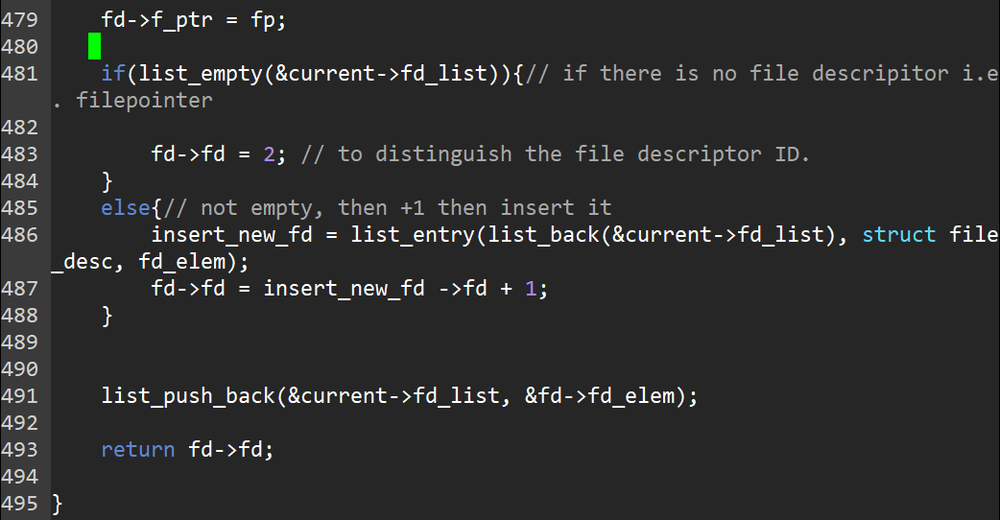 479    fd->f_ptr = fp;
480
481    if(list_empty(&current->fd_list)){// if there is no file descripitor i.e
. filepointer
482
483        fd->fd = 2; // to distinguish the file descriptor ID.
484    }
485    else{// not empty, then +1 then insert it
486        insert_new_fd = list_entry(list_back(&current->fd_list), struct file
_desc, fd_elem);
487        fd->fd = insert_new_fd ->fd + 1;
488    }
489
490
491    list_push_back(&current->fd_list, &fd->fd_elem);
492
493    return fd->fd;
494
495 }